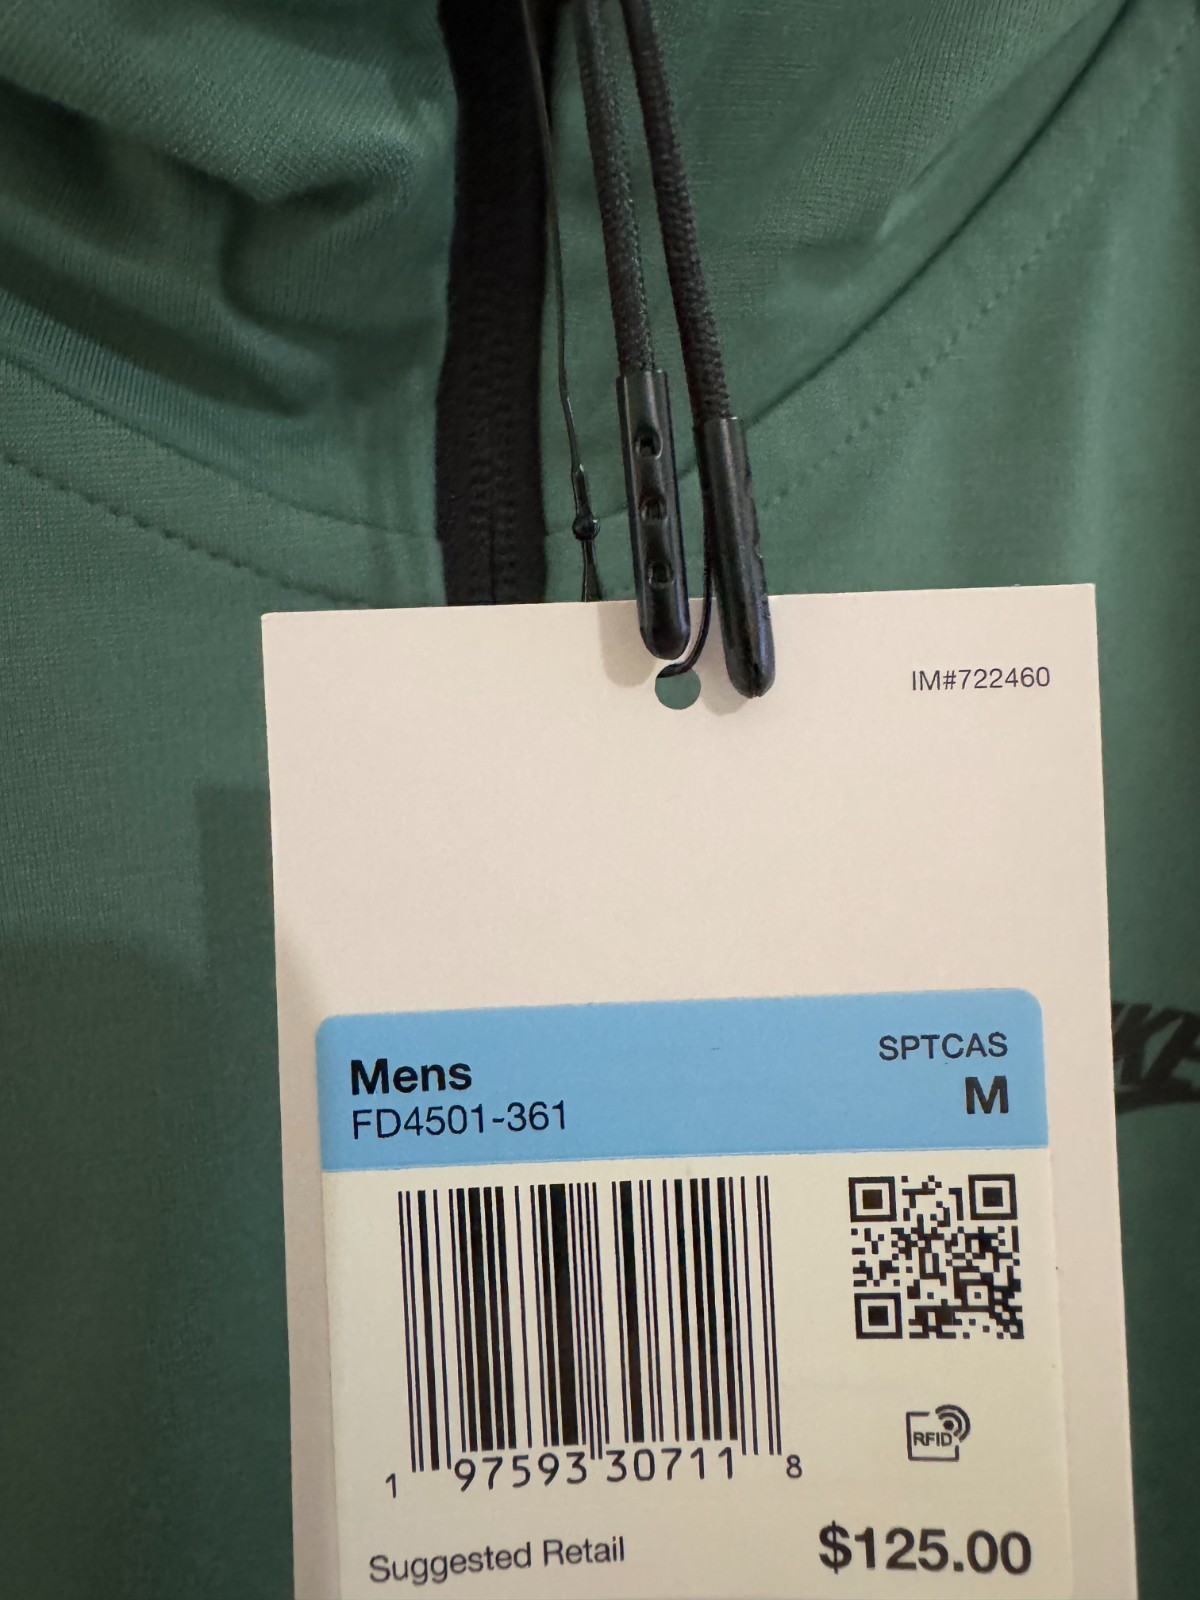 IM#722460
Mens
SPTCAS
FD4501-361
M
1 97593 30711 8
RFID
Suggested Retail
$125.00